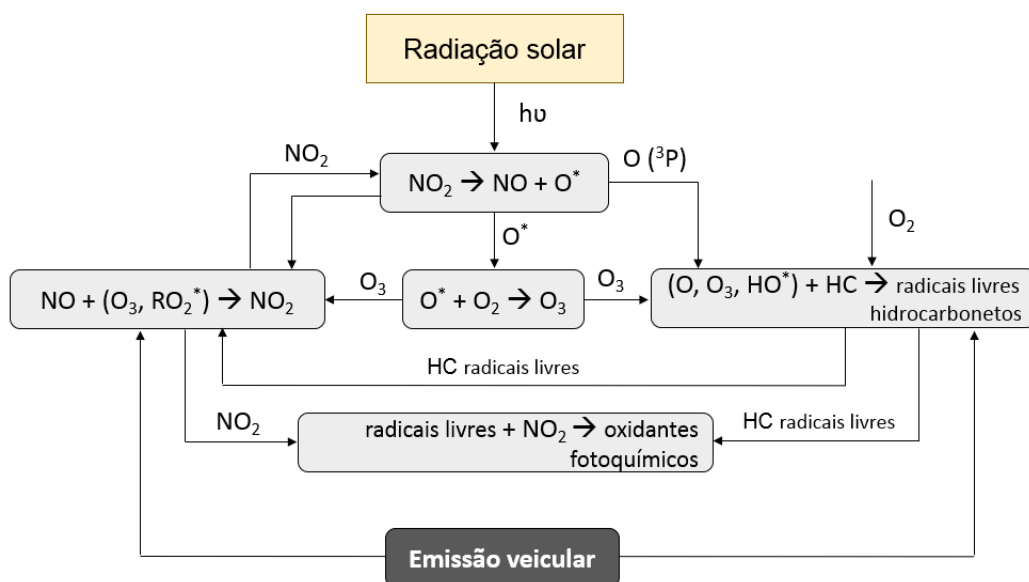 Radiação solar
hυ
NO₂
O (³P)
NO₂ → NO + O*
O₂
O*
NO + (O₃, RO₂*) → NO₂
O₃
O* + O₂ → O₃
O₃
(O, O₃, HO*) + HC → radicais livres
hidrocarbonetos
HC radicais livres
NO₂
radicais livres + NO₂ → oxidantes
fotoquímicos
HC radicais livres
Emissão veicular